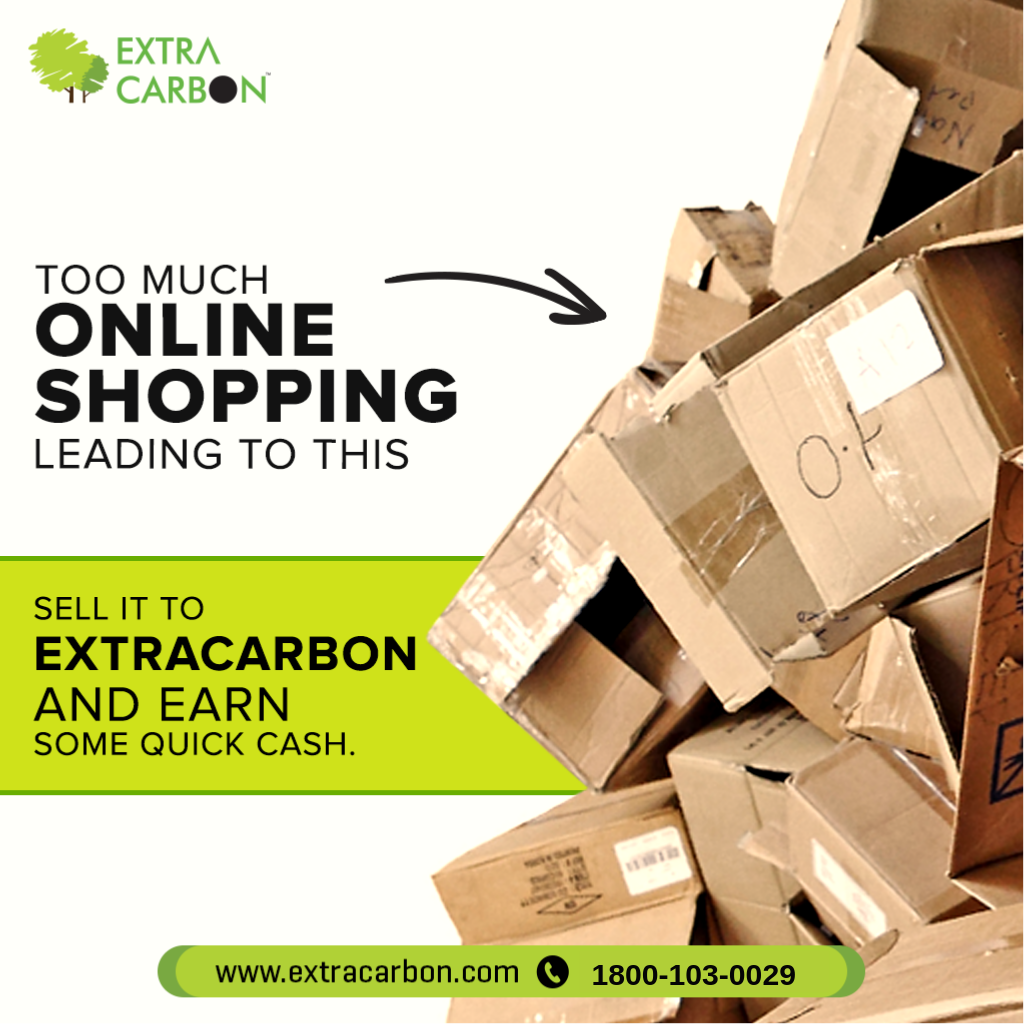 EXTRA
CARBON™
TOO MUCH
ONLINE
SHOPPING
LEADING TO THIS
SELL IT TO
EXTRACARBON
AND EARN
SOME QUICK CASH.
www.extracarbon.com 1800-103-0029